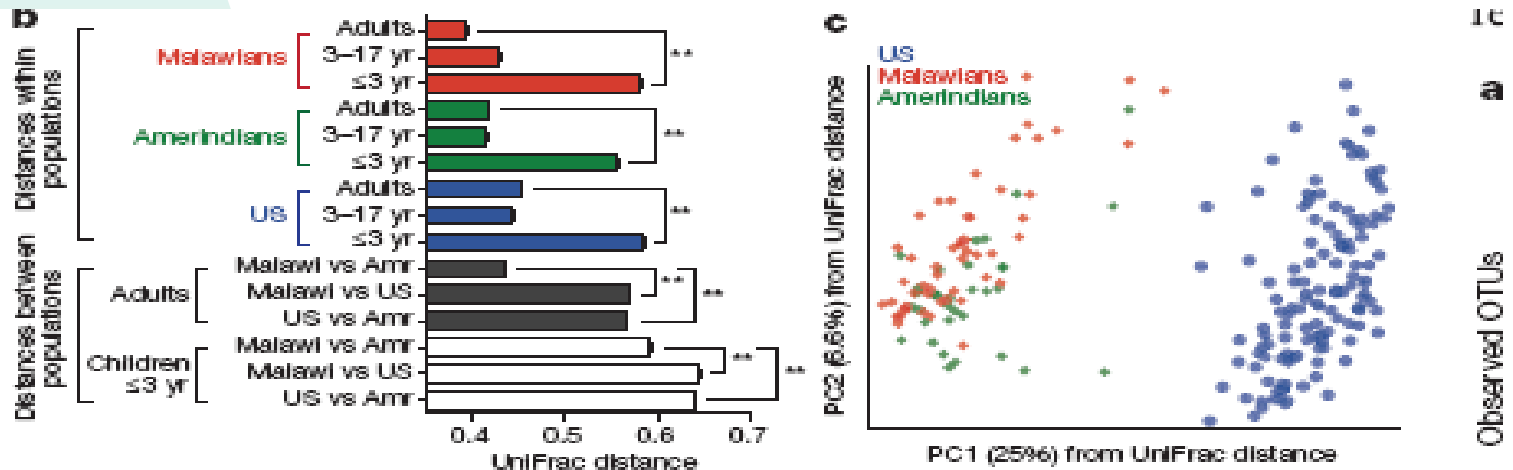 b
Distances within
populations
Malawians
Adults
3–17 yr
≤3 yr
**
Amerindians
Adults
3–17 yr
≤3 yr
**
US
Adults
3–17 yr
≤3 yr
**
Distances between
populations
Adults
Malawi vs Amr
Malawi vs US
US vs Amr
**
**
Children
≤3 yr
Malawi vs Amr
Malawi vs US
US vs Amr
**
**
0.4 0.5 0.6 0.7
UniFrac distance
c
US
Malawians
Amerindians
PC2 (6.6%) from UniFrac distance
PC1 (25%) from UniFrac distance
a
Observed OTUs